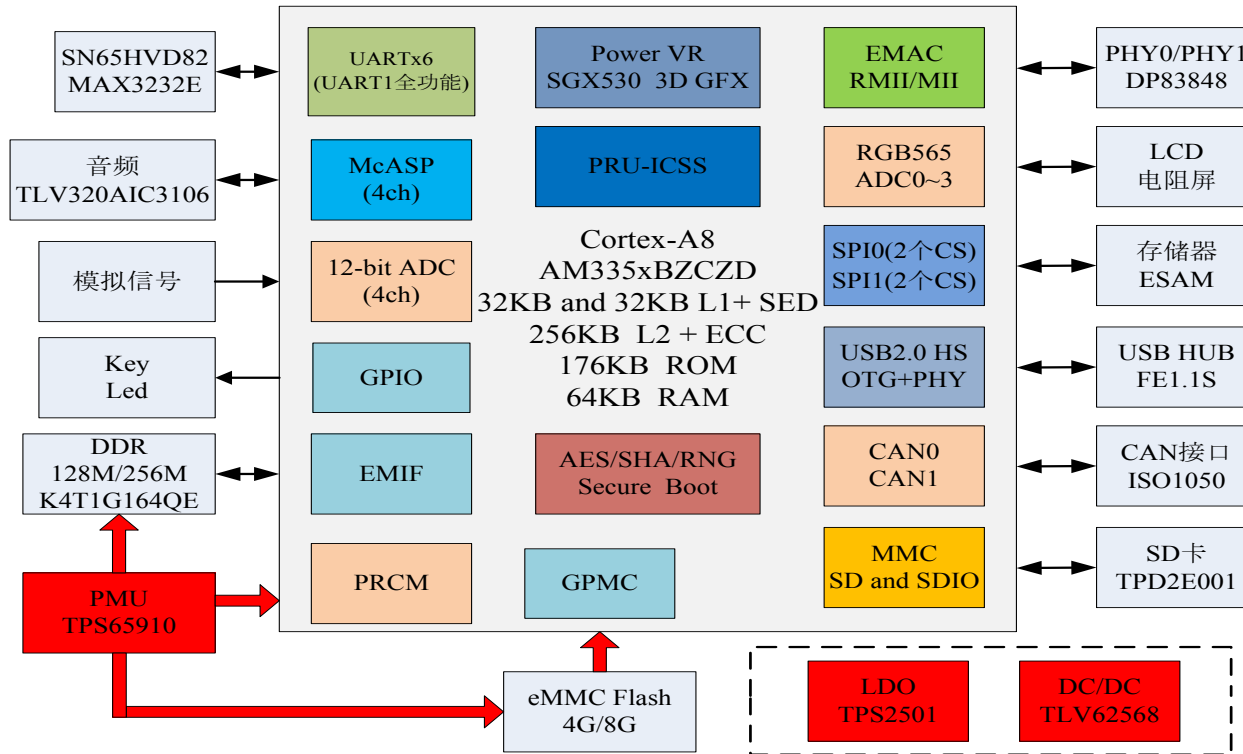 SN65HVD82
MAX3232E
音频
TLV320AIC3106
模拟信号
Key
Led
DDR
128M/256M
K4T1G164QE
PMU
TPS65910
UARTx6
(UART1全功能)
McASP
(4ch)
12-bit ADC
(4ch)
GPIO
EMIF
PRCM
Power VR
SGX530 3D GFX
PRU-ICSS
Cortex-A8
AM335xBZCZD
32KB and 32KB L1+ SED
256KB L2 + ECC
176KB ROM
64KB RAM
AES/SHA/RNG
Secure Boot
GPMC
EMAC
RMII/MII
RGB565
ADC0~3
SPI0(2个CS)
SPI1(2个CS)
USB2.0 HS
OTG+PHY
CAN0
CAN1
MMC
SD and SDIO
PHY0/PHY1
DP83848
LCD
电阻屏
存储器
ESAM
USB HUB
FE1.1S
CAN接口
ISO1050
SD卡
TPD2E001
eMMC Flash
4G/8G
LDO
TPS2501
DC/DC
TLV62568